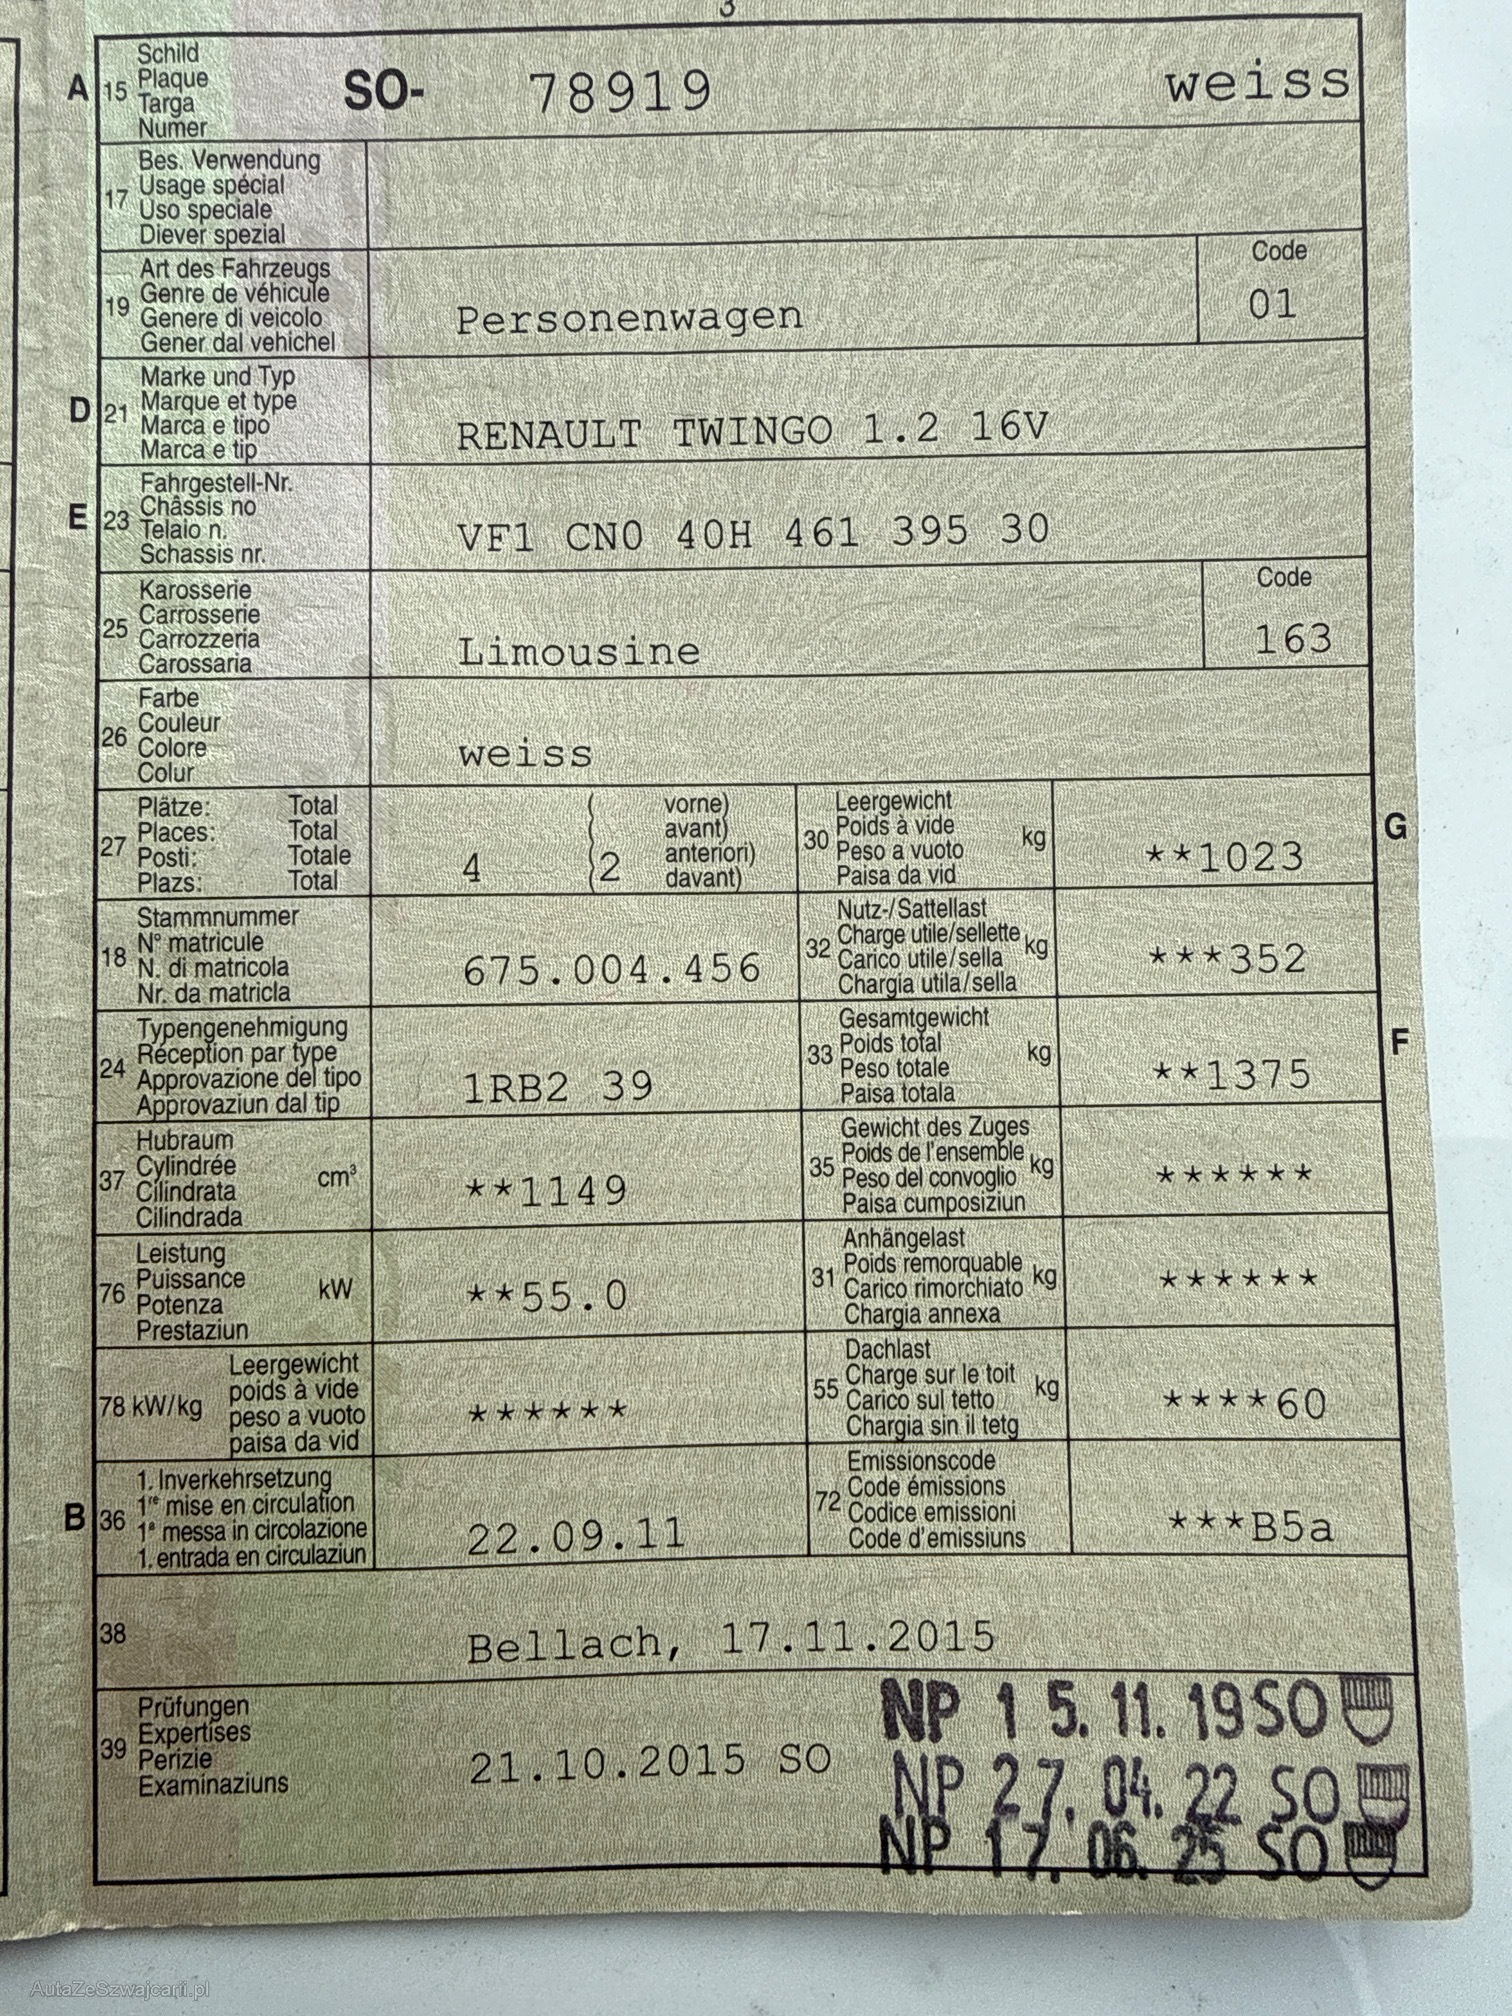 3
A 15 Schild
Plaque
Targa
Numer
SO- 78919 weiss
17 Bes. Verwendung
Usage spécial
Uso speciale
Diever spezial
19 Art des Fahrzeugs
Genre de véhicule
Genere di veicolo
Gener dal vehichel
Personenwagen
Code
01
D 21 Marke und Typ
Marque et type
Marca e tipo
Marca e tip
RENAULT TWINGO 1.2 16V
E 23 Fahrgestell-Nr.
Châssis no
Telaio n.
Schassis nr.
VF1 CN0 40H 461 395 30
25 Karosserie
Carrosserie
Carrozzeria
Carossaria
Limousine
Code
163
26 Farbe
Couleur
Colore
Colur
weiss
27 Plätze: Total
Places: Total
Posti: Totale
Plazs: Total
4 (2 vorne)
avant)
anteriori)
davant)
30 Leergewicht
Poids à vide
Peso a vuoto
Paisa da vid
kg
**1023
G
18 Stammnummer
N° matricule
N. di matricola
Nr. da matricla
675.004.456
32 Nutz-/Sattellast
Charge utile/sellette
Carico utile/sella
Chargia utila/sella
kg
***352
24 Typengenehmigung
Réception par type
Approvazione del tipo
Approvaziun dal tip
1RB2 39
33 Gesamtgewicht
Poids total
Peso totale
Paisa totala
kg
**1375
F
37 Hubraum
Cylindrée
Cilindrata
Cilindrada
cm³
**1149
35 Gewicht des Zuges
Poids de l'ensemble
Peso del convoglio
Paisa cumposiziun
kg
******
76 Leistung
Puissance
Potenza
Prestaziun
kW
**55.0
31 Anhängelast
Poids remorquable
Carico rimorchiato
Chargia annexa
kg
******
78 kW/kg Leergewicht
poids à vide
peso a vuoto
paisa da vid
******
55 Dachlast
Charge sur le toit
Carico sul tetto
Chargia sin il tetg
kg
****60
B 36 1. Inverkehrsetzung
1re mise en circulation
1a messa in circolazione
1. entrada en circulaziun
22.09.11
72 Emissionscode
Code émissions
Codice emissioni
Code d'emissiuns
***B5a
38 Bellach, 17.11.2015
39 Prüfungen
Expertises
Perizie
Examinaziuns
21.10.2015 SO
NP 15.11.19 SO
NP 27.04.22 SO
NP 17.06.25 SO
AutaZeSzwajcarii.pl